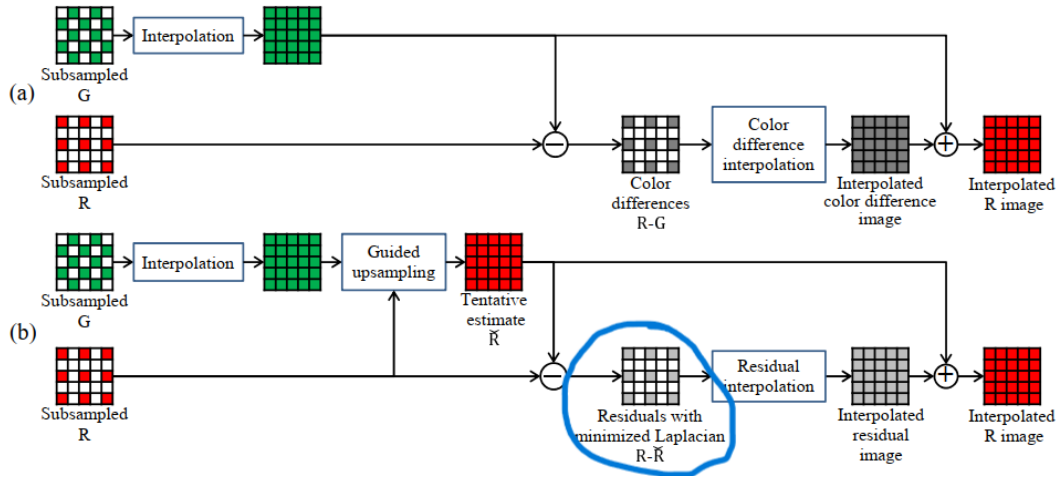 Interpolation
Subsampled
G
(a)
Subsampled
R
Color
differences
R-G
Color
difference
interpolation
Interpolated
color difference
image
Interpolated
R image
Interpolation
Guided
upsampling
Subsampled
G
Tentative
estimate
Ř
(b)
Subsampled
R
Residuals with
minimized Laplacian
R-Ř
Residual
interpolation
Interpolated
residual
image
Interpolated
R image